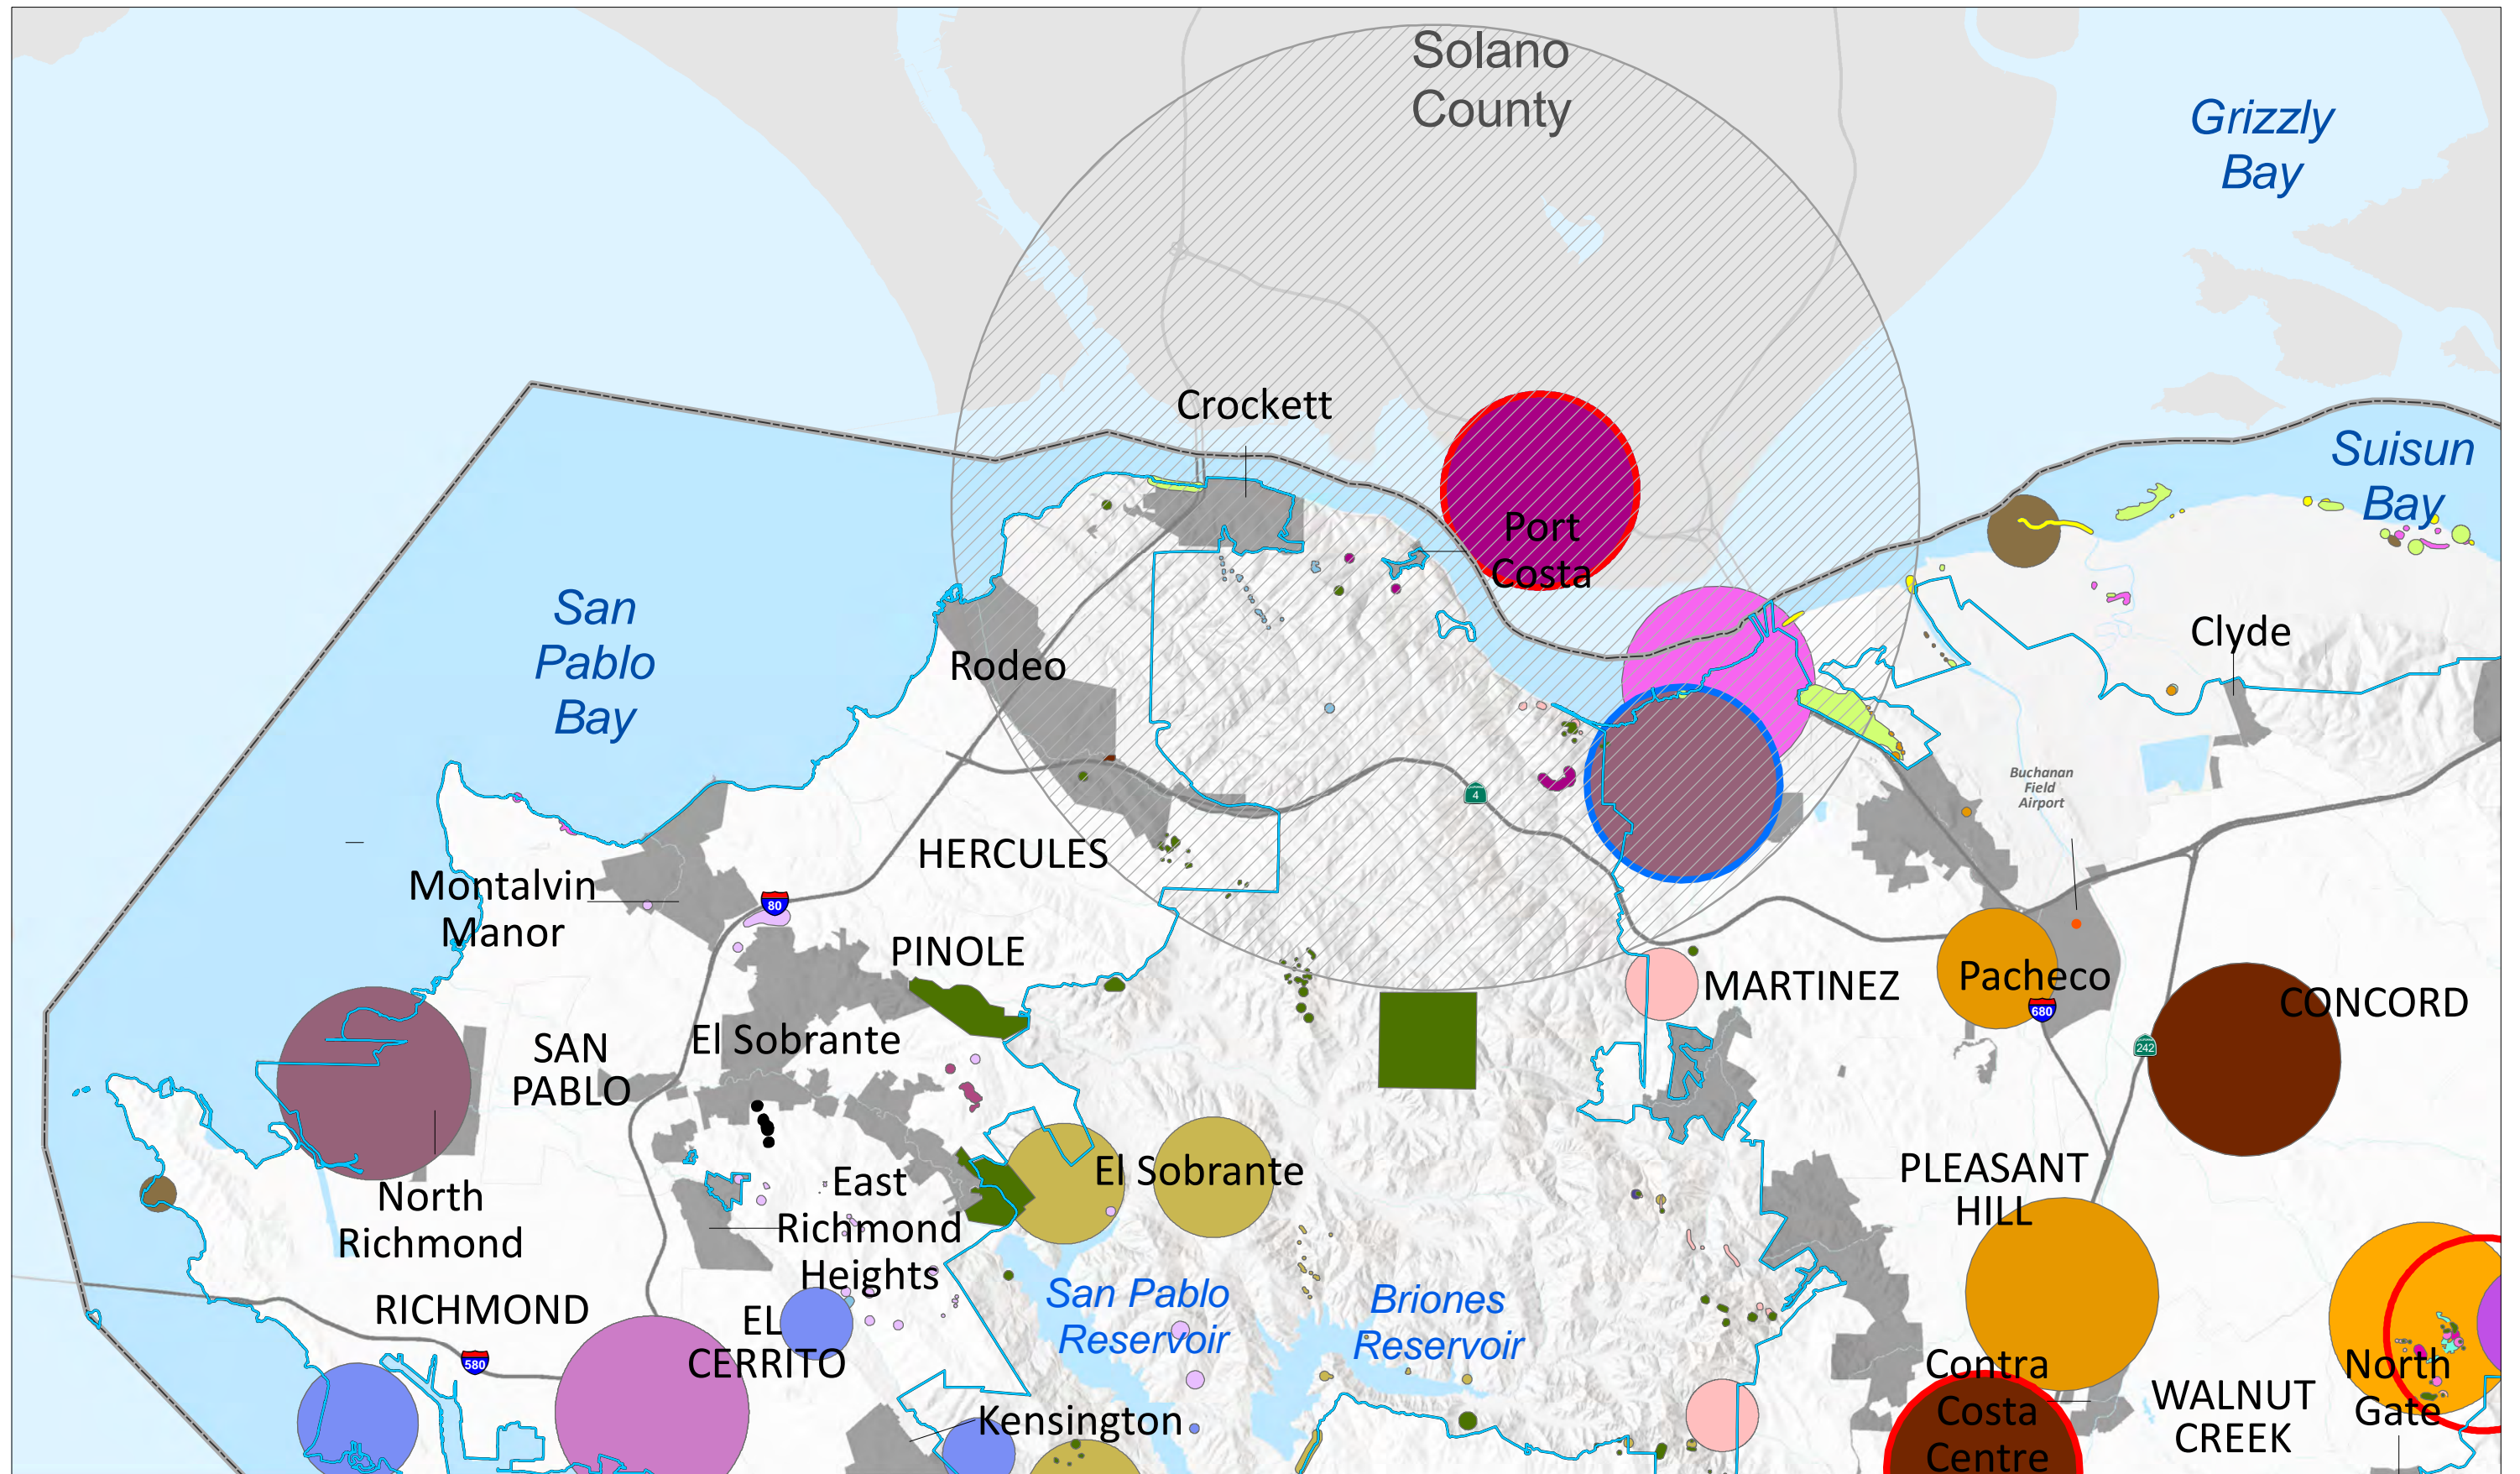 Solano
County
Grizzly
Bay
Crockett
Suisun
Bay
Port
Costa
San
Pablo
Bay
Rodeo
Clyde
Buchanan
Field
Airport
4
HERCULES
Montalvin
Manor
80
PINOLE
MARTINEZ
Pacheco
680
CONCORD
SAN
PABLO
El Sobrante
242
North
Richmond
East
Richmond
Heights
El Sobrante
PLEASANT
HILL
RICHMOND
EL
CERRITO
580
San Pablo
Reservoir
Briones
Reservoir
Kensington
Contra
Costa
Centre
WALNUT
CREEK
North
Gate